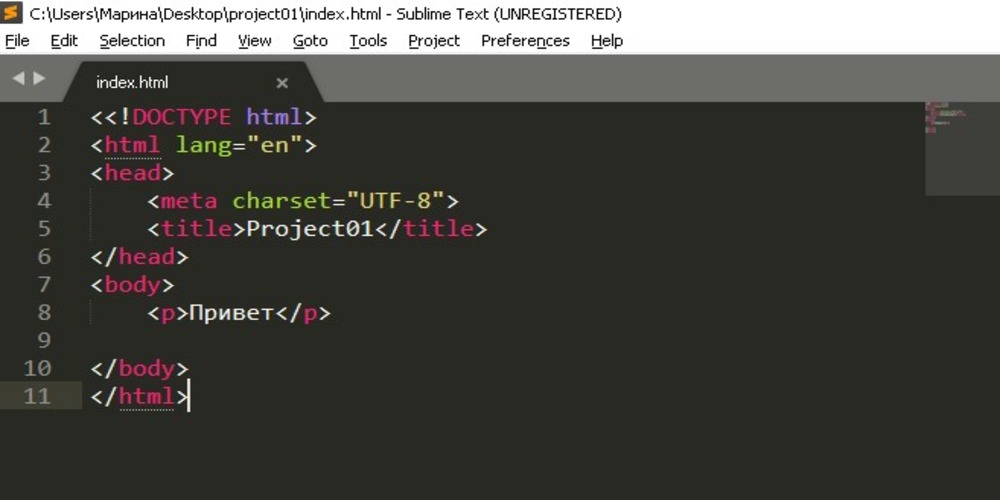 C:\Users\Марина\Desktop\project01\index.html - Sublime Text (UNREGISTERED)
File Edit Selection Find View Goto Tools Project Preferences Help
index.html ×
1 <<!DOCTYPE html>
2 <html lang="en">
3 <head>
4 <meta charset="UTF-8">
5 <title>Project01</title>
6 </head>
7 <body>
8 <p>Привет</p>
9
10 </body>
11 </html>